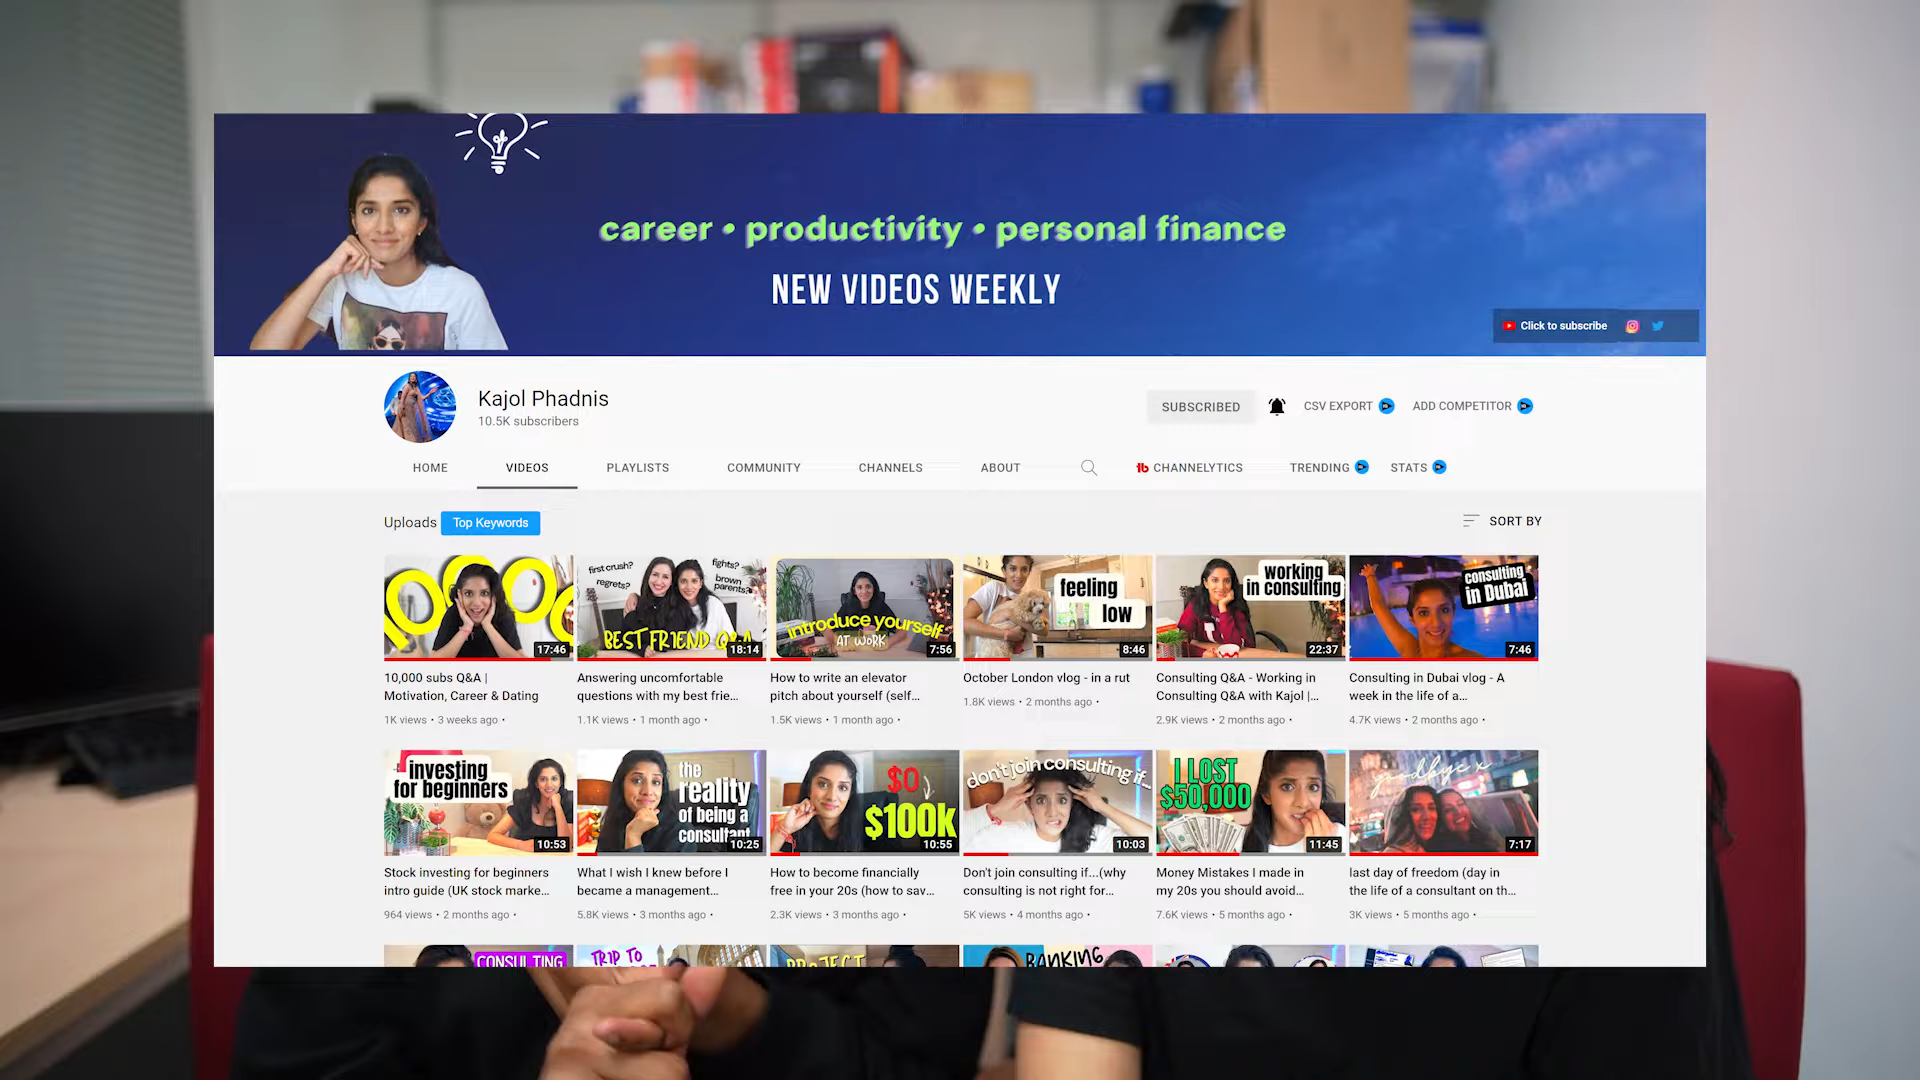 career • productivity • personal finance
NEW VIDEOS WEEKLY
Click to subscribe
Kajol Phadnis
10.5K subscribers
SUBSCRIBED
CSV EXPORT
ADD COMPETITOR
HOME
VIDEOS
PLAYLISTS
COMMUNITY
CHANNELS
ABOUT
tb CHANNELYTICS
TRENDING
STATS
Uploads
Top Keywords
SORT BY
17:46
first crush?
regrets?
fights?
brown
parents?
BEST FRIEND Q&A
18:14
introduce yourself
AT WORK
7:56
feeling
low
8:46
working
in consulting
22:37
consulting
in Dubai
7:46
10,000 subs Q&A |
Motivation, Career & Dating
1K views • 3 weeks ago •
Answering uncomfortable
questions with my best frie...
1.1K views • 1 month ago •
How to write an elevator
pitch about yourself (self...
1.5K views • 1 month ago •
October London vlog - in a rut
1.8K views • 2 months ago •
Consulting Q&A - Working in
Consulting Q&A with Kajol |...
2.9K views • 2 months ago •
Consulting in Dubai vlog - A
week in the life of a...
4.7K views • 2 months ago •
investing
for beginners
10:53
the
reality
of being a
consultant
10:25
$0
$100k
10:55
don't join consulting if...
10:03
I LOST
$50,000
11:45
goodbye x
7:17
Stock investing for beginners
intro guide (UK stock marke...
964 views • 2 months ago •
What I wish I knew before I
became a management...
5.8K views • 3 months ago •
How to become financially
free in your 20s (how to sav...
2.3K views • 3 months ago •
Don't join consulting if...(why
consulting is not right for...
5K views • 4 months ago •
Money Mistakes I made in
my 20s you should avoid...
7.6K views • 5 months ago •
last day of freedom (day in
the life of a consultant on th...
3K views • 5 months ago •
CONSULTING
TRIP TO
PROJECT
BANKING